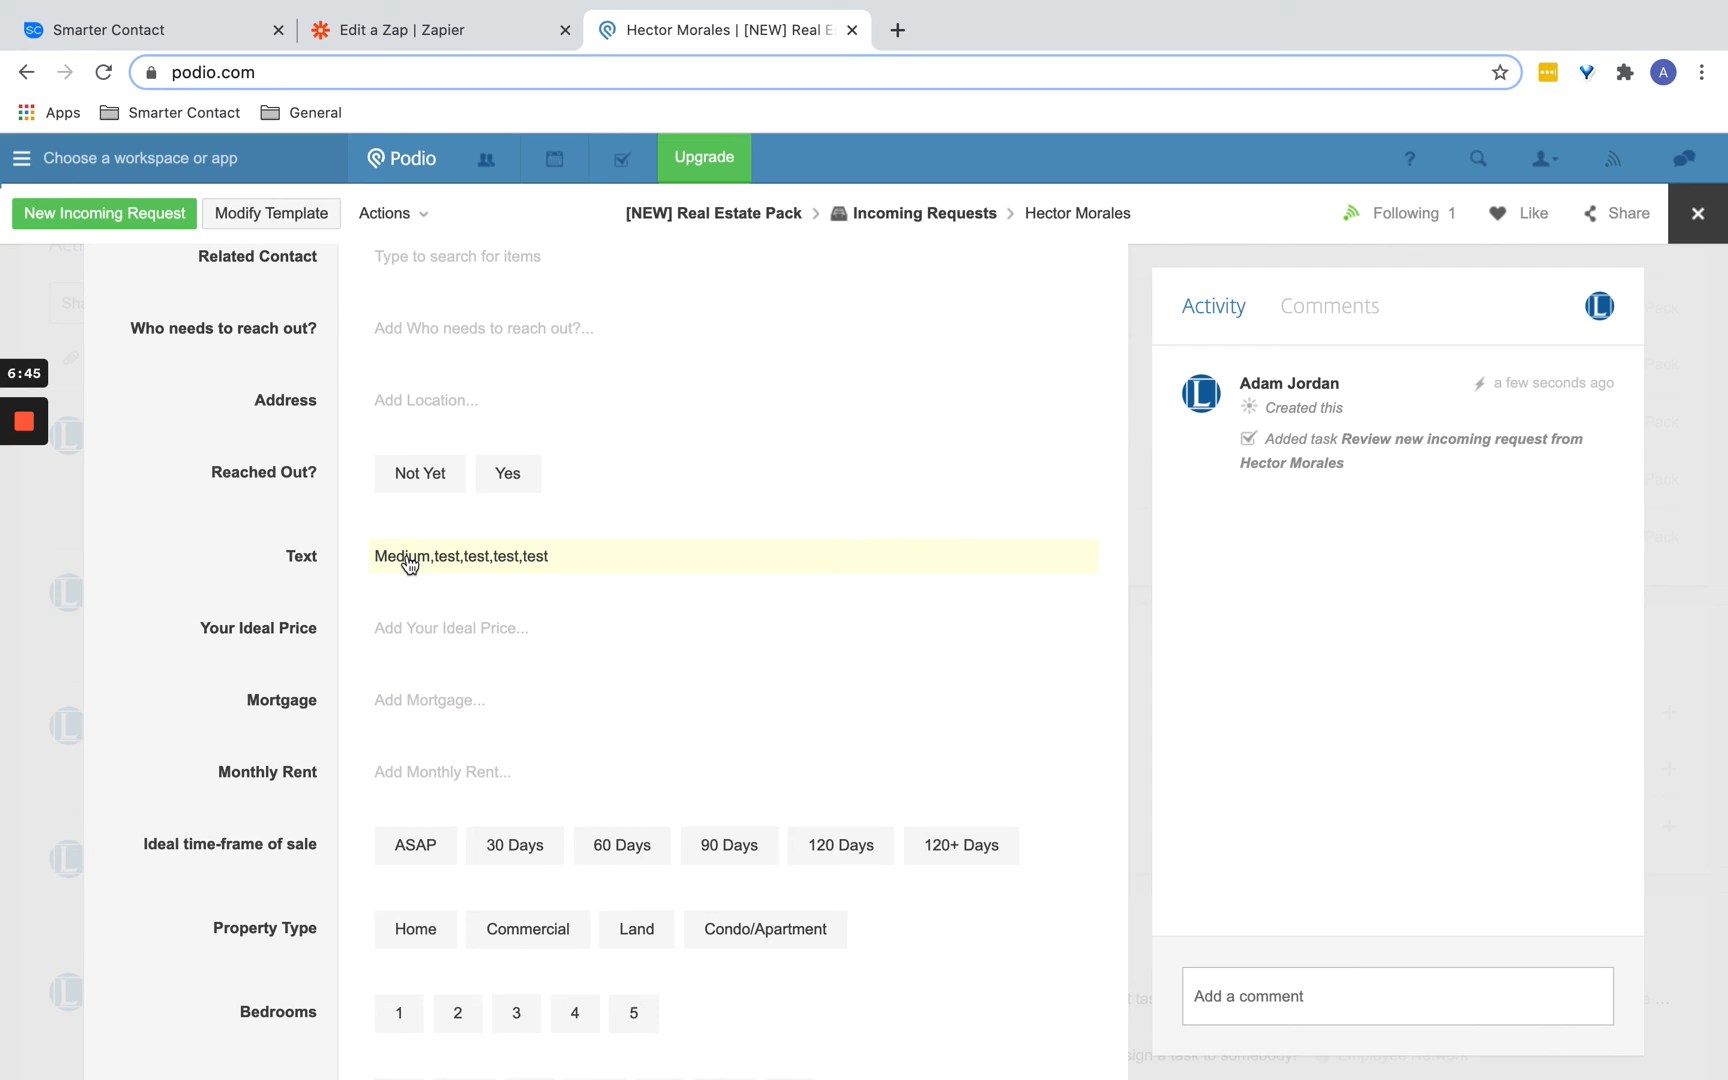 Smarter Contact
Edit a Zap | Zapier
Hector Morales | [NEW] Real E
podio.com
A
Apps
Smarter Contact
General
Choose a workspace or app
Podio
Upgrade
?
New Incoming Request
Modify Template
Actions
[NEW] Real Estate Pack
Incoming Requests
Hector Morales
Following 1
Like
Share
Related Contact
Type to search for items
Who needs to reach out?
Add Who needs to reach out?...
6:45
Address
Add Location...
Reached Out?
Not Yet
Yes
Text
Medium,test,test,test,test
Your Ideal Price
Add Your Ideal Price...
Mortgage
Add Mortgage...
Monthly Rent
Add Monthly Rent...
Ideal time-frame of sale
ASAP
30 Days
60 Days
90 Days
120 Days
120+ Days
Property Type
Home
Commercial
Land
Condo/Apartment
Bedrooms
1
2
3
4
5
Activity
Comments
Adam Jordan
a few seconds ago
Created this
Added task Review new incoming request from
Hector Morales
Add a comment